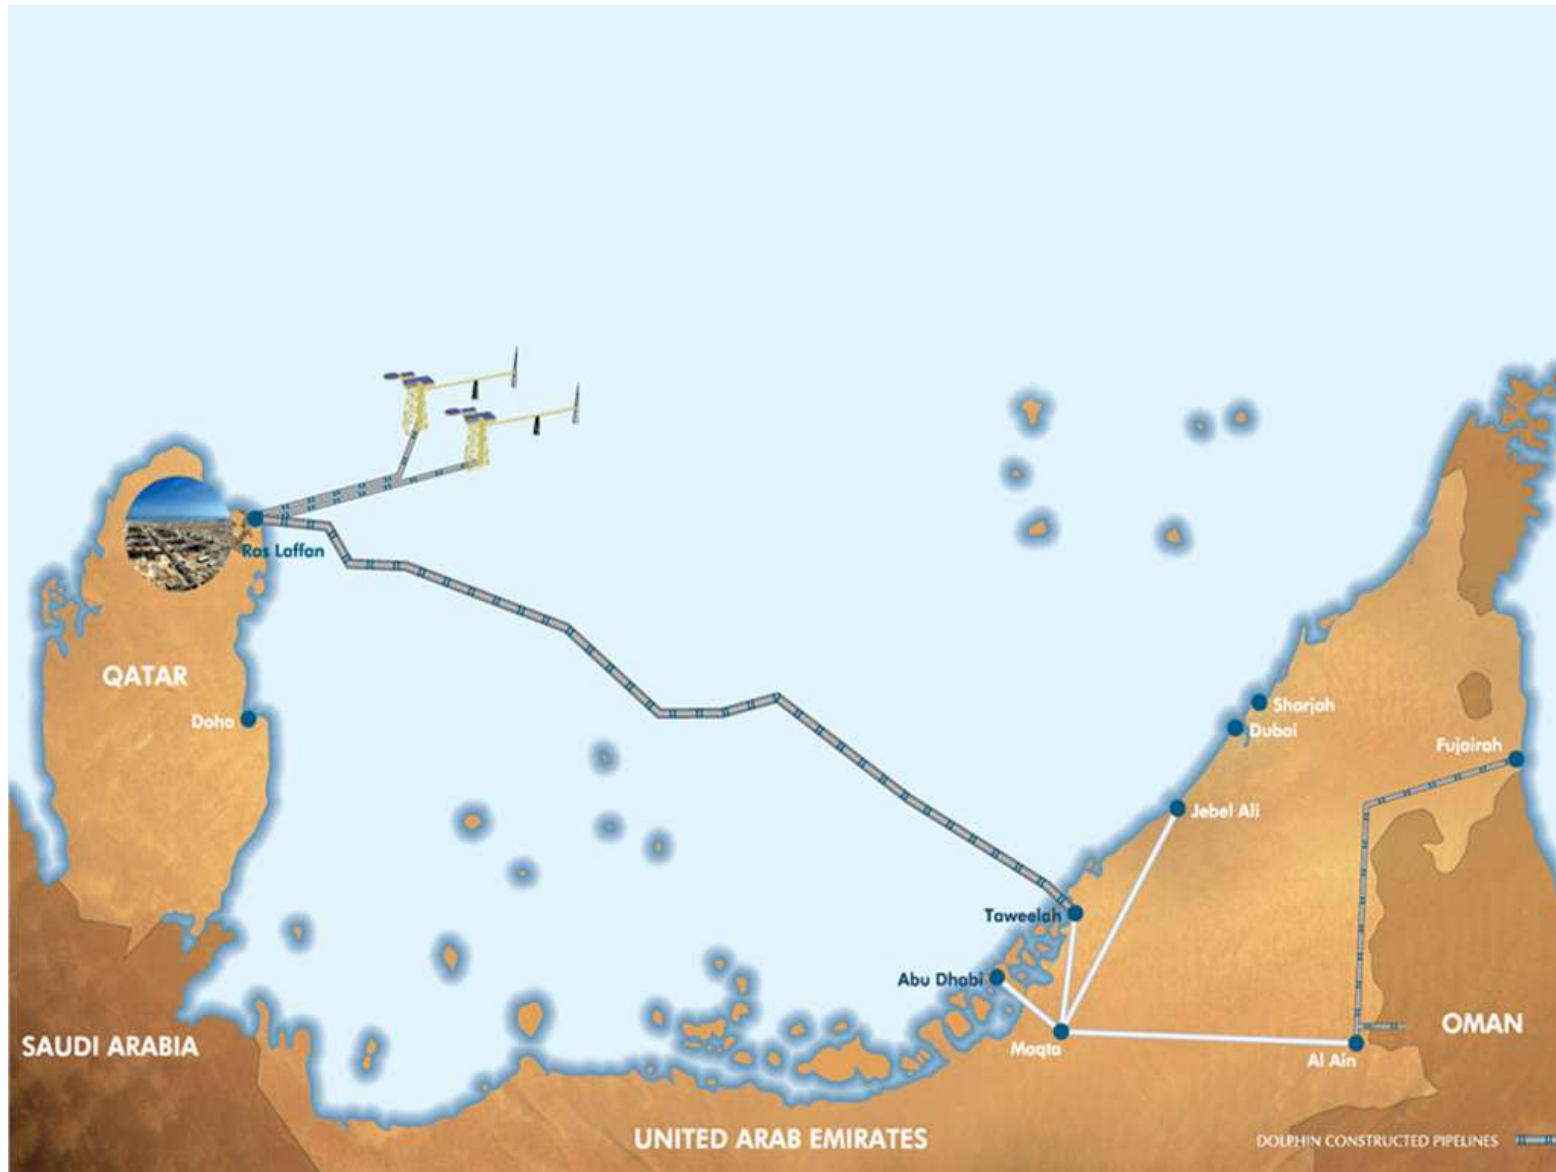 Ras Laffan
QATAR
Doha
Sharjah
Dubai
Fujairah
Jebel Ali
Taweelah
Abu Dhabi
OMAN
SAUDI ARABIA
Maqta
Al Ain
UNITED ARAB EMIRATES
DOLPHIN CONSTRUCTED PIPELINES